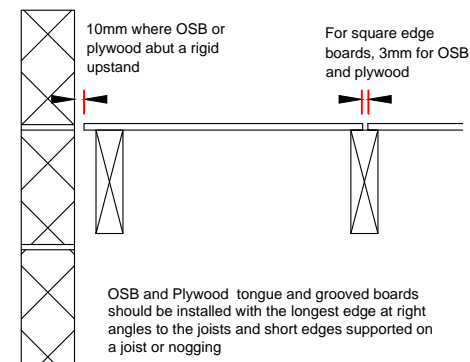 10mm where OSB or
plywood abut a rigid
upstand
For square edge
boards, 3mm for OSB
and plywood
OSB and Plywood tongue and grooved boards
should be installed with the longest edge at right
angles to the joists and short edges supported on
a joist or nogging